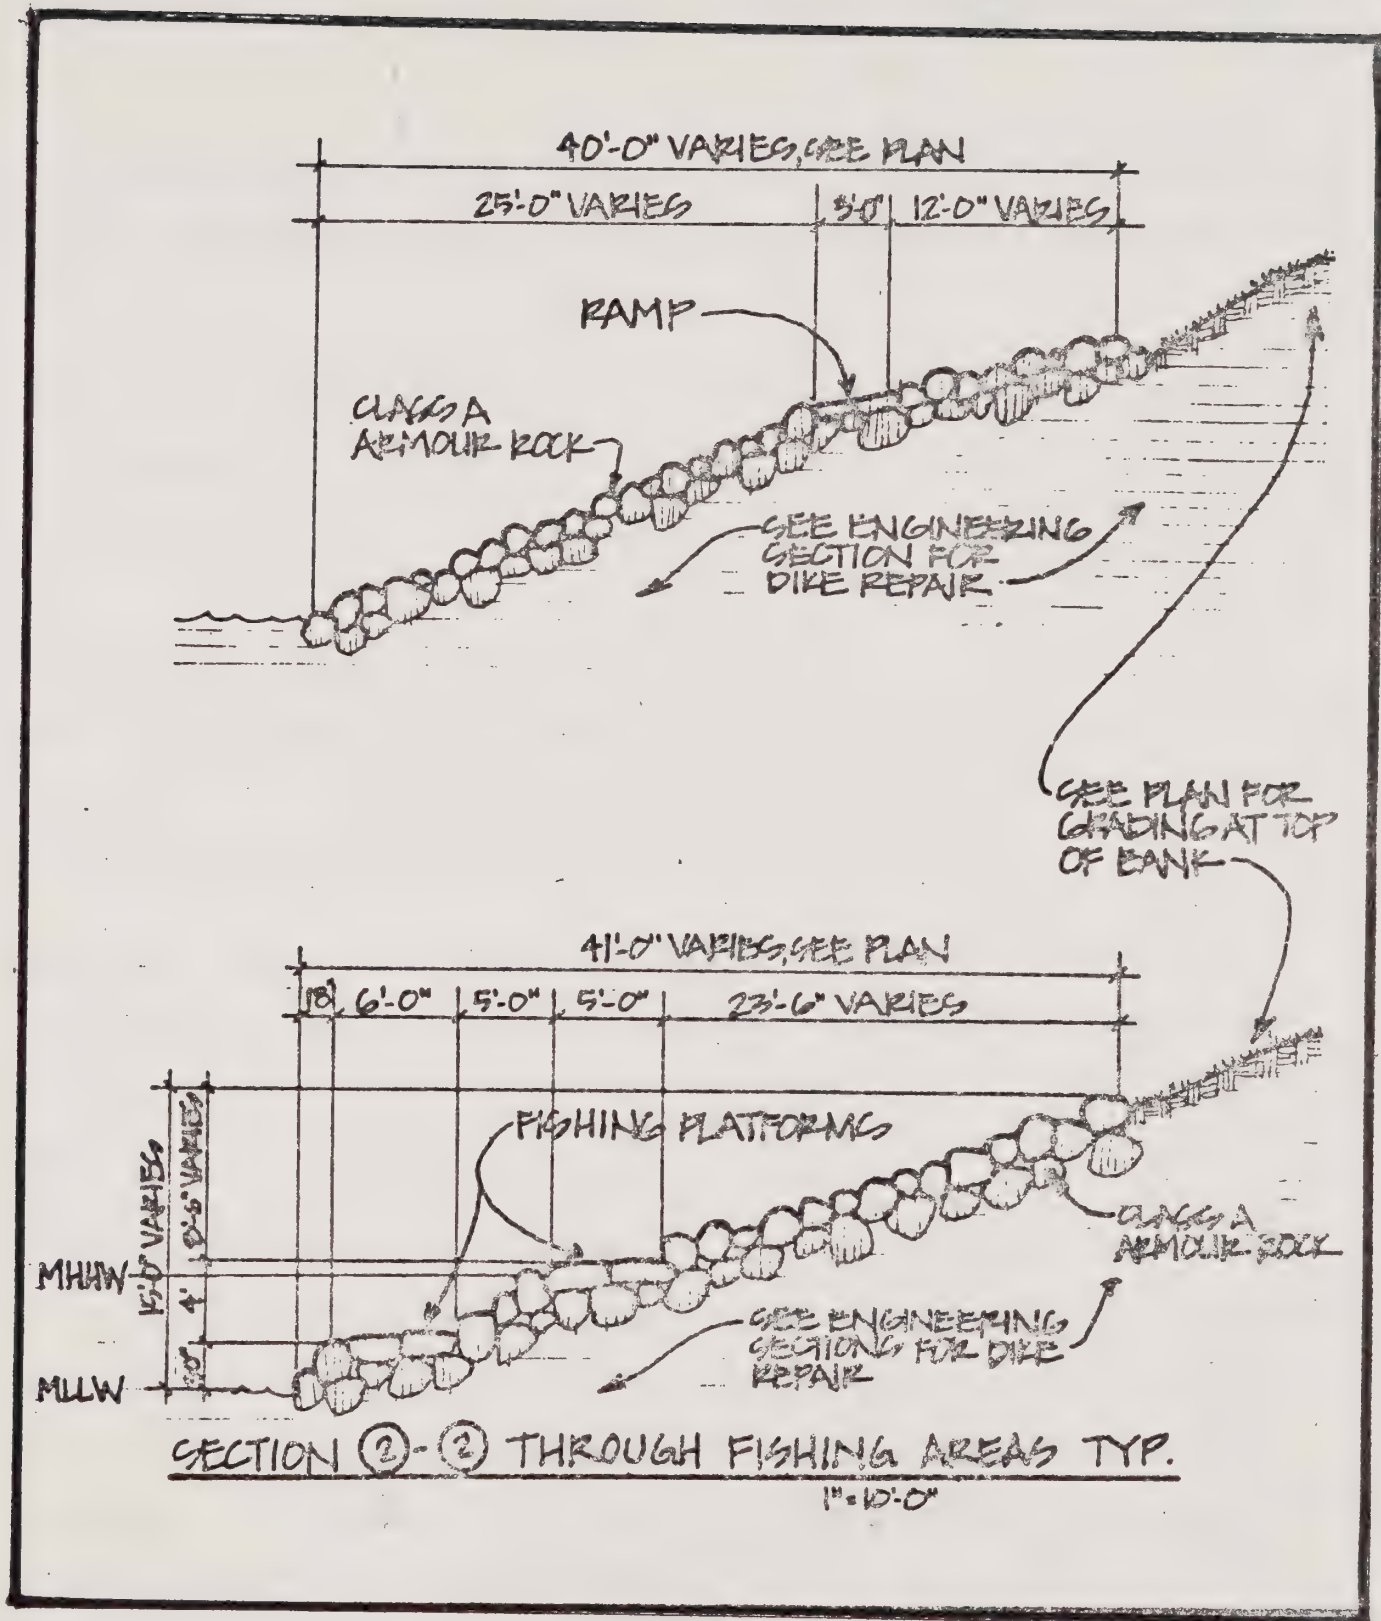 40'-0" VARIES, SEE PLAN
25'-0" VARIES
3'-0"
12'-0" VARIES
RAMP
CLASS A
ARMOUR ROCK
SEE ENGINEERING
SECTION FOR
DIKE REPAIR
SEE PLAN FOR
GRADING AT TOP
OF BANK
41'-0" VARIES, SEE PLAN
18"
6'-0"
5'-0"
5'-0"
23'-6" VARIES
FISHING PLATFORMS
15'-0" VARIES
8'-6" VARIES
4'
MHHW
MLLW
CLASS A
ARMOUR ROCK
SEE ENGINEERING
SECTIONS FOR DIKE
REPAIR
SECTION 2-2 THROUGH FISHING AREAS TYP.
1"=10'-0"